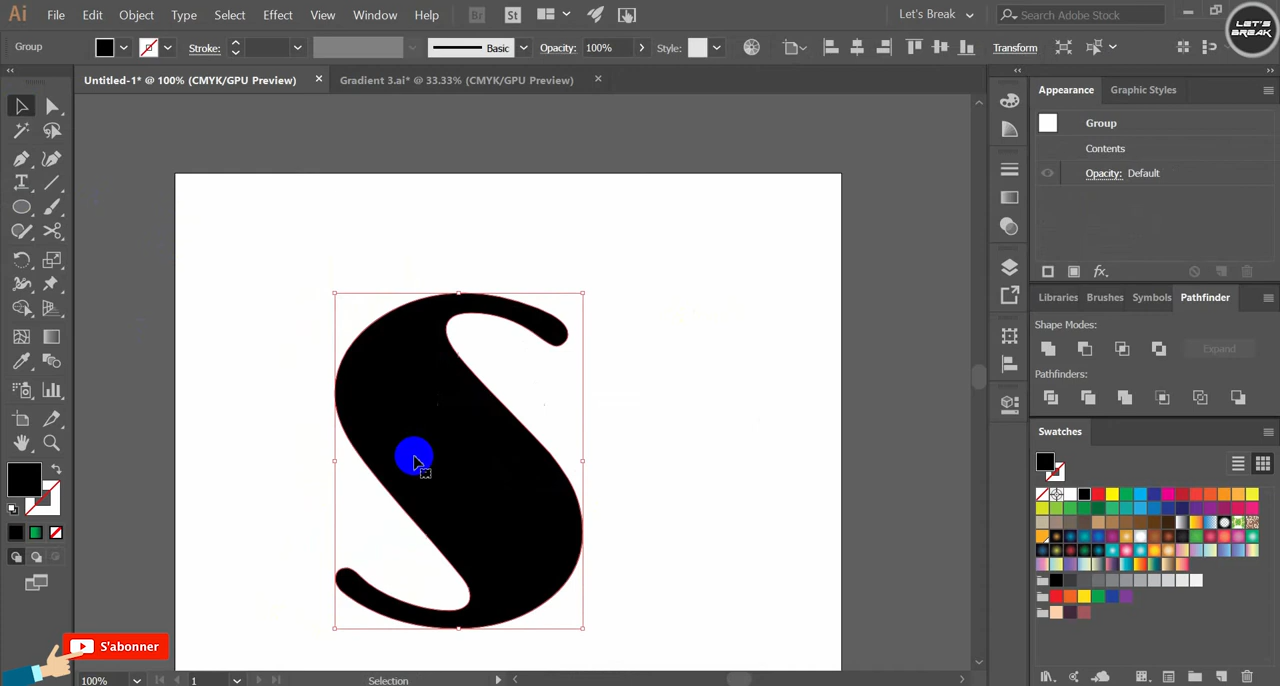 Ai File Edit Object Type Select Effect View Window Help Br St Let's Break Search Adobe Stock
LET'S BREAK
Group Stroke: Basic Opacity: 100% Style: Transform
Untitled-1* @ 100% (CMYK/GPU Preview) × Gradient 3.ai* @ 33.33% (CMYK/GPU Preview) ×
Appearance Graphic Styles
Group
Contents
Opacity: Default
fx
Libraries Brushes Symbols Pathfinder
Shape Modes:
Expand
Pathfinders:
Swatches
S
S'abonner
100% 1 Selection